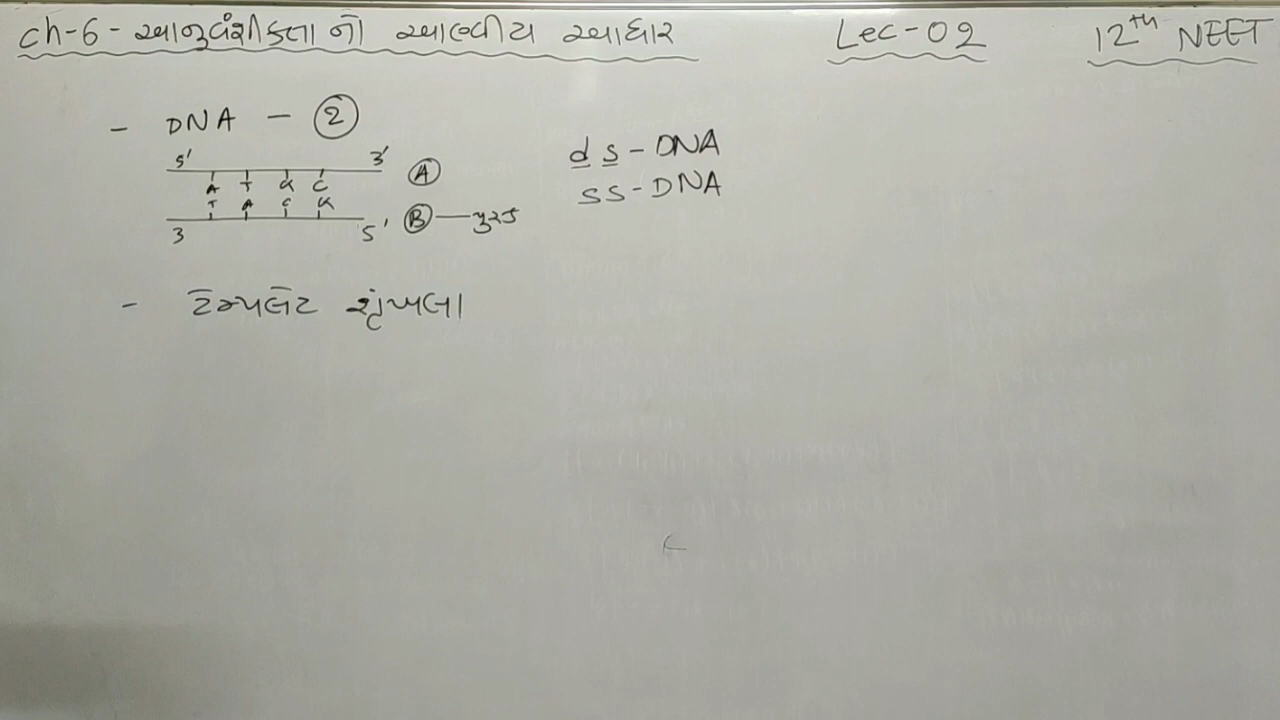 ch-6 - આનુવંશીકતા નો આણ્વીય આધાર Lec-02 12th NEET
- DNA - 2
ds-DNA
5' 3' A
ss-DNA
A T G C
T A C G
3 5' B — પુરક
- ટેમ્પલેટ શૃંખલા